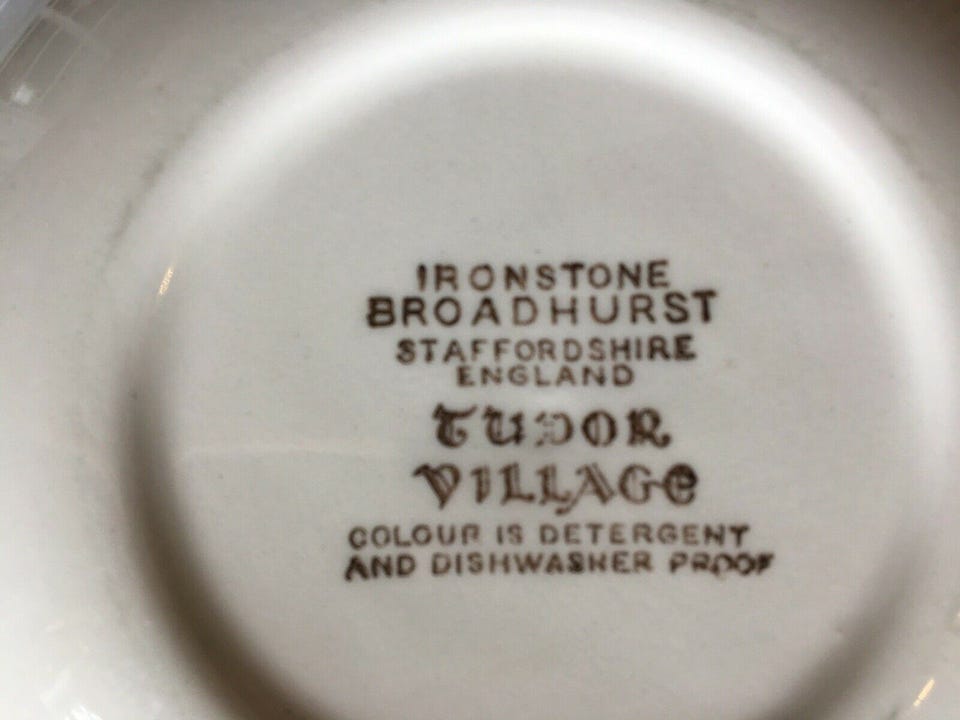 IRONSTONE
BROADHURST
STAFFORDSHIRE
ENGLAND
TUDOR
VILLAGE
COLOUR IS DETERGENT
AND DISHWASHER PROOF